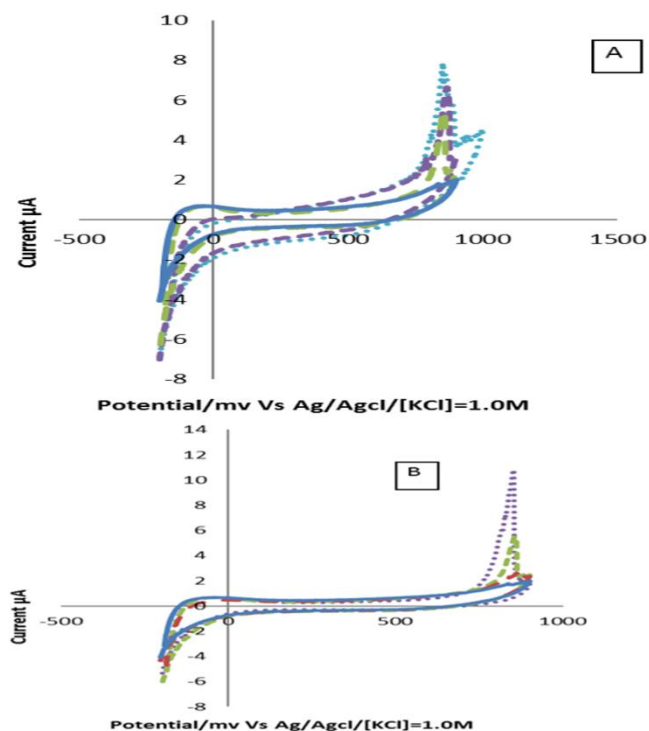 10
A
8
6
4
2
0
-500 0 500 1000 1500
-2
-4
-6
-8
Current µA
Potential/mv Vs Ag/Agcl/[KCl]=1.0M
14
B
12
10
8
6
4
2
0
-500 0 500 1000
-2
-4
-6
-8
Current µA
Potential/mv Vs Ag/Agcl/[KCl]=1.0M